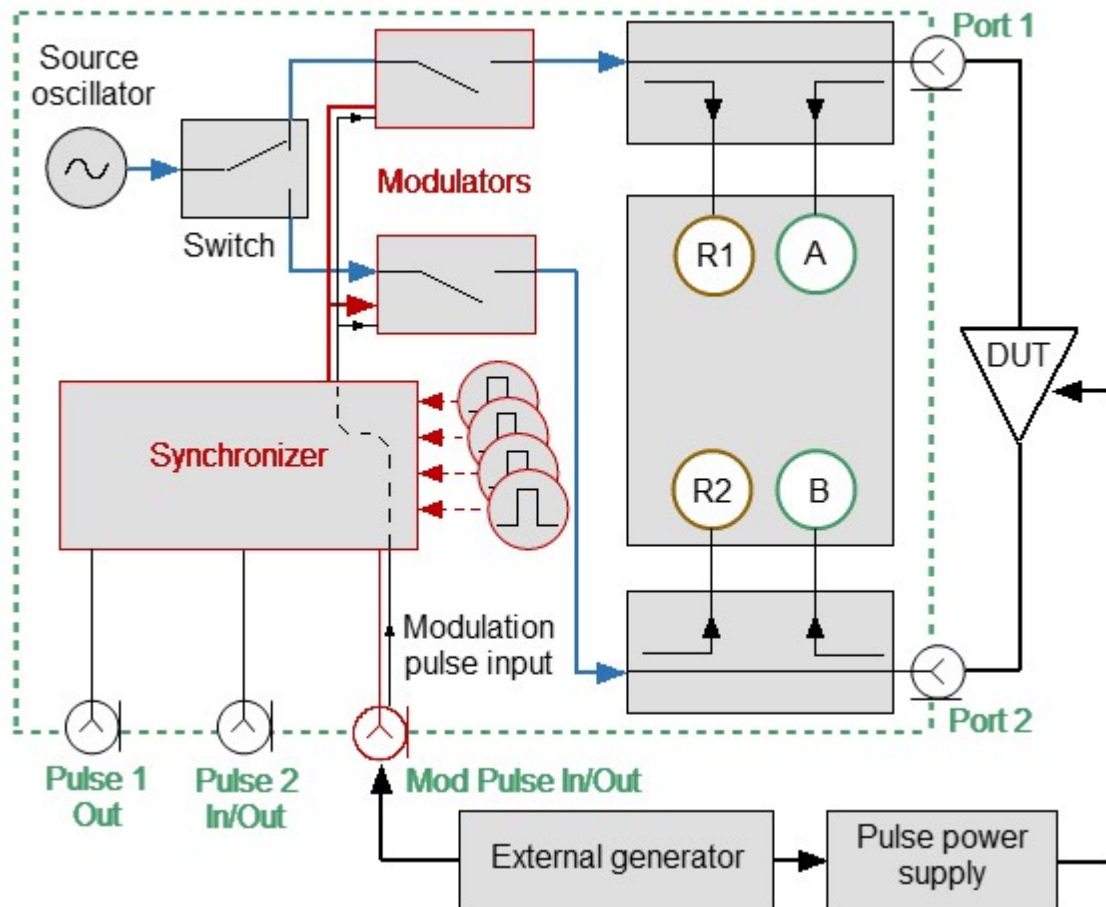 Port 1
Source
oscillator
Modulators
Switch
R1
A
DUT
Synchronizer
R2
B
Modulation
pulse input
Port 2
Pulse 1
Out
Pulse 2
In/Out
Mod Pulse In/Out
External generator
Pulse power
supply